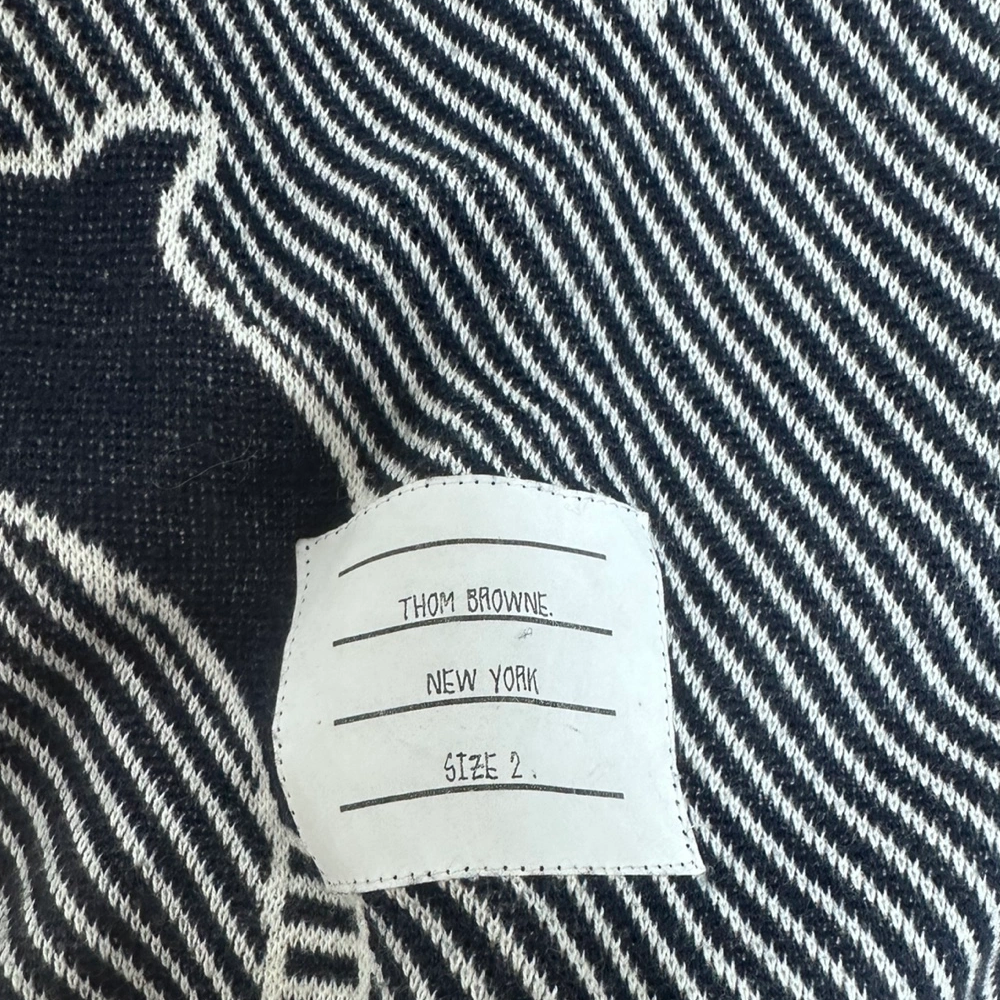 THOM BROWNE.
NEW YORK
SIZE 2.